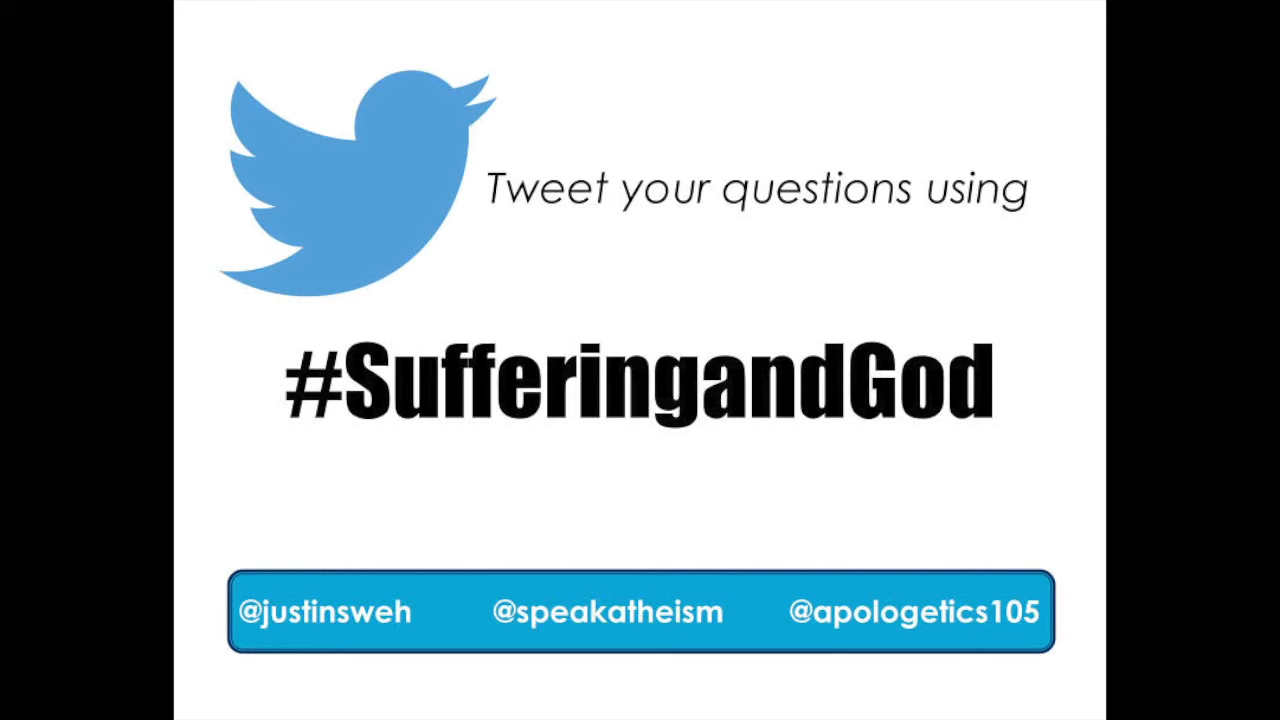 Tweet your questions using
#SufferingandGod
@justinsweh @speakatheism @apologetics105